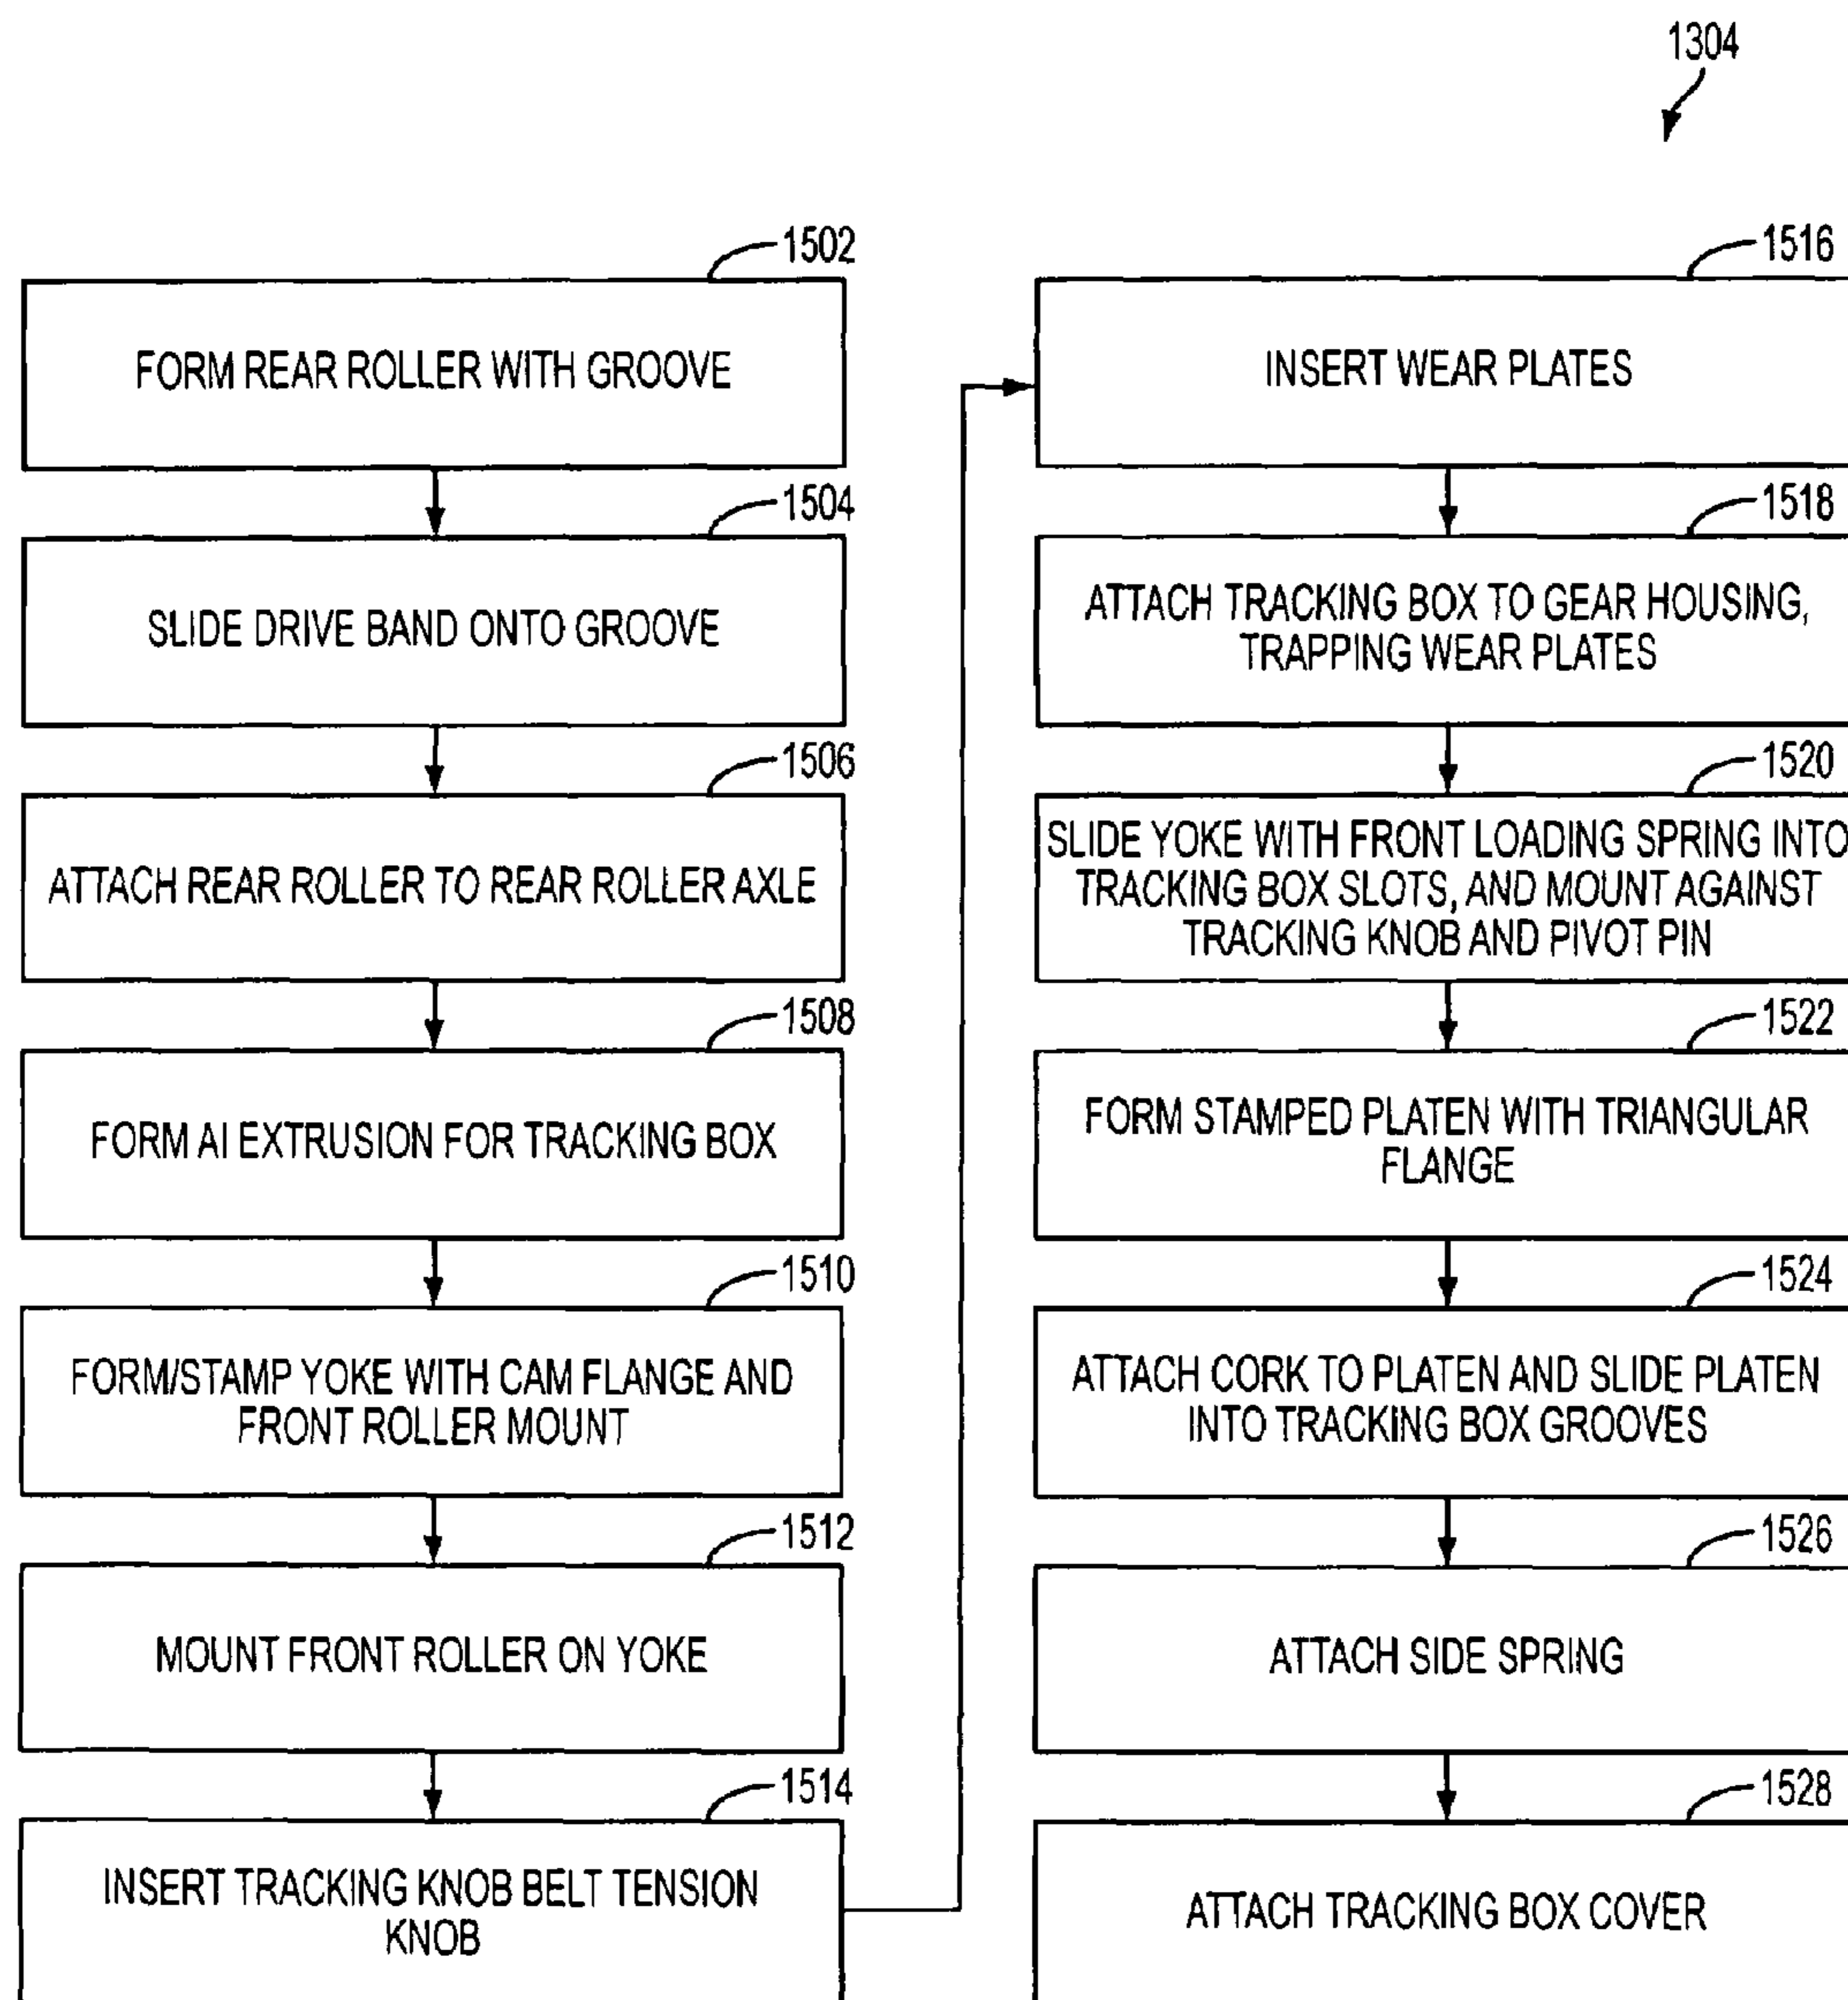 1304
1502
FORM REAR ROLLER WITH GROOVE
1504
SLIDE DRIVE BAND ONTO GROOVE
1506
ATTACH REAR ROLLER TO REAR ROLLER AXLE
1508
FORM Al EXTRUSION FOR TRACKING BOX
1510
FORM/STAMP YOKE WITH CAM FLANGE AND
FRONT ROLLER MOUNT
1512
MOUNT FRONT ROLLER ON YOKE
1514
INSERT TRACKING KNOB BELT TENSION
KNOB
1516
INSERT WEAR PLATES
1518
ATTACH TRACKING BOX TO GEAR HOUSING,
TRAPPING WEAR PLATES
1520
SLIDE YOKE WITH FRONT LOADING SPRING INTO
TRACKING BOX SLOTS, AND MOUNT AGAINST
TRACKING KNOB AND PIVOT PIN
1522
FORM STAMPED PLATEN WITH TRIANGULAR
FLANGE
1524
ATTACH CORK TO PLATEN AND SLIDE PLATEN
INTO TRACKING BOX GROOVES
1526
ATTACH SIDE SPRING
1528
ATTACH TRACKING BOX COVER